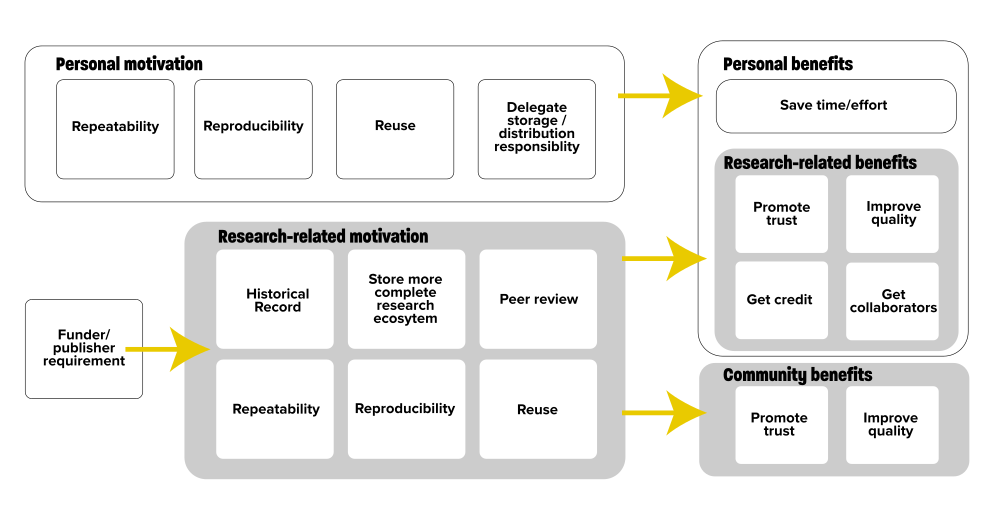 Personal motivation
Repeatability
Reproducibility
Reuse
Delegate
storage /
distribution
responsiblity
Personal benefits
Save time/effort
Research-related benefits
Promote
trust
Improve
quality
Get credit
Get
collaborators
Research-related motivation
Historical
Record
Store more
complete
research
ecosytem
Peer review
Repeatability
Reproducibility
Reuse
Funder/
publisher
requirement
Community benefits
Promote
trust
Improve
quality